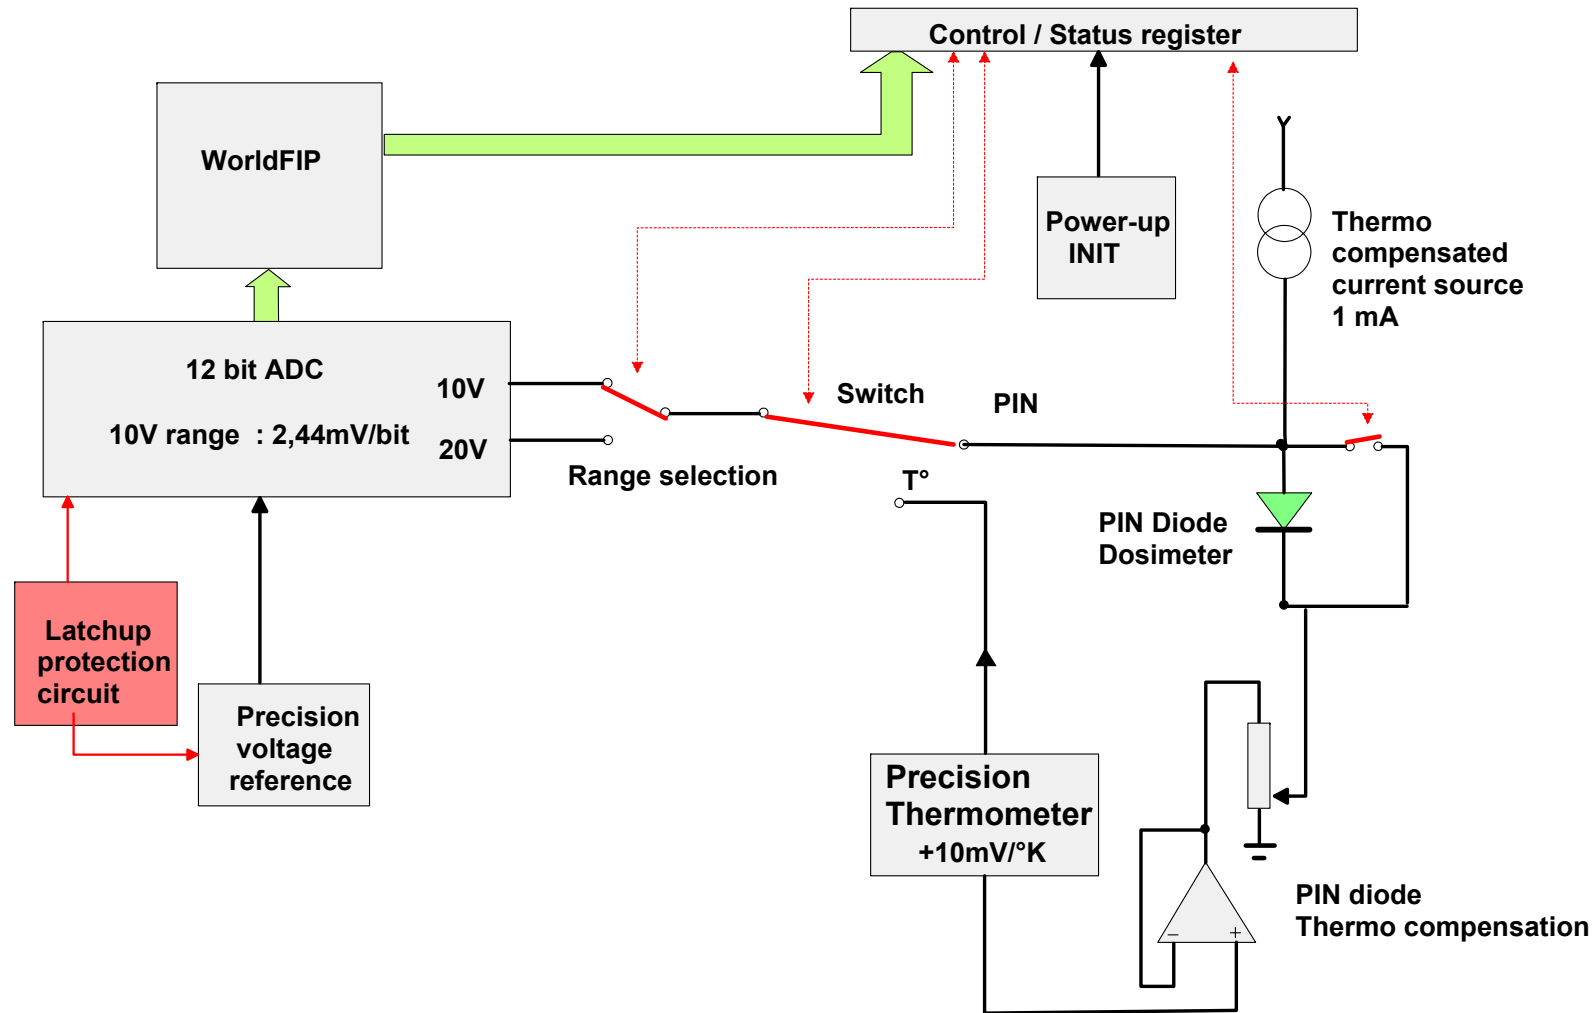 Control / Status register
WorldFIP
Power-up
INIT
Thermo
compensated
current source
1 mA
12 bit ADC
10V
10V range : 2,44mV/bit
20V
Switch
PIN
Range selection
T°
PIN Diode
Dosimeter
Latchup
protection
circuit
Precision
voltage
reference
Precision
Thermometer
+10mV/°K
PIN diode
Thermo compensation
- +